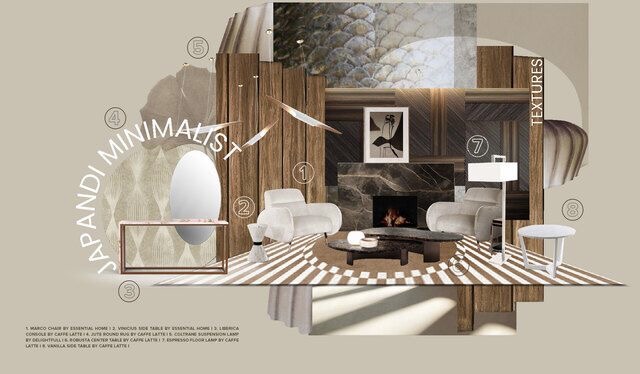 5
TEXTURES
4
JAPANDI MINIMALIST
7
1
2
8
6
3
1. MARCO CHAIR BY ESSENTIAL HOME | 2. VINICIUS SIDE TABLE BY ESSENTIAL HOME | 3. LIBERICA
CONSOLE BY CAFFÈ LATTE | 4. JUTE ROUND RUG BY CAFFÈ LATTE | 5. COLTRANE SUSPENSION LAMP
BY DELIGHTFULL | 6. ROBUSTA CENTER TABLE BY CAFFE LATTE | 7. ESPRESSO FLOOR LAMP BY CAFFE
LATTE | 8. VANILLA SIDE TABLE BY CAFFE LATTE |